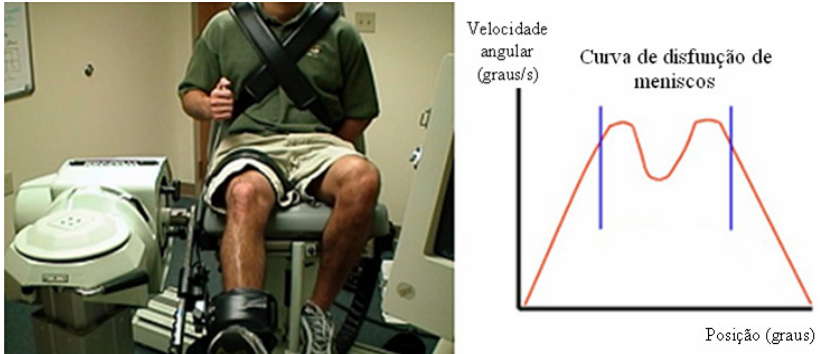 Velocidade
angular
(graus/s)
Curva de disfunção de
meniscos
Posição (graus)